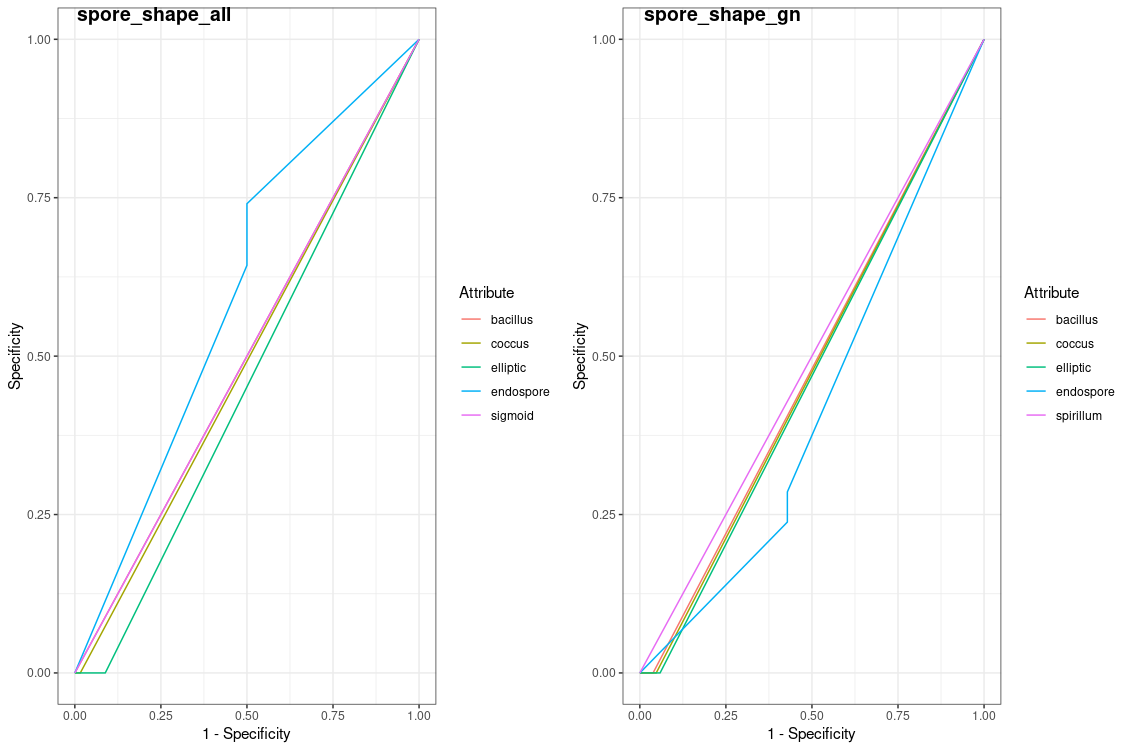 spore_shape_all
1.00
0.75
0.50
0.25
0.00
Specificity
0.00 0.25 0.50 0.75 1.00
1 - Specificity
Attribute
bacillus
coccus
elliptic
endospore
sigmoid
spore_shape_gn
1.00
0.75
0.50
0.25
0.00
Specificity
0.00 0.25 0.50 0.75 1.00
1 - Specificity
Attribute
bacillus
coccus
elliptic
endospore
spirillum